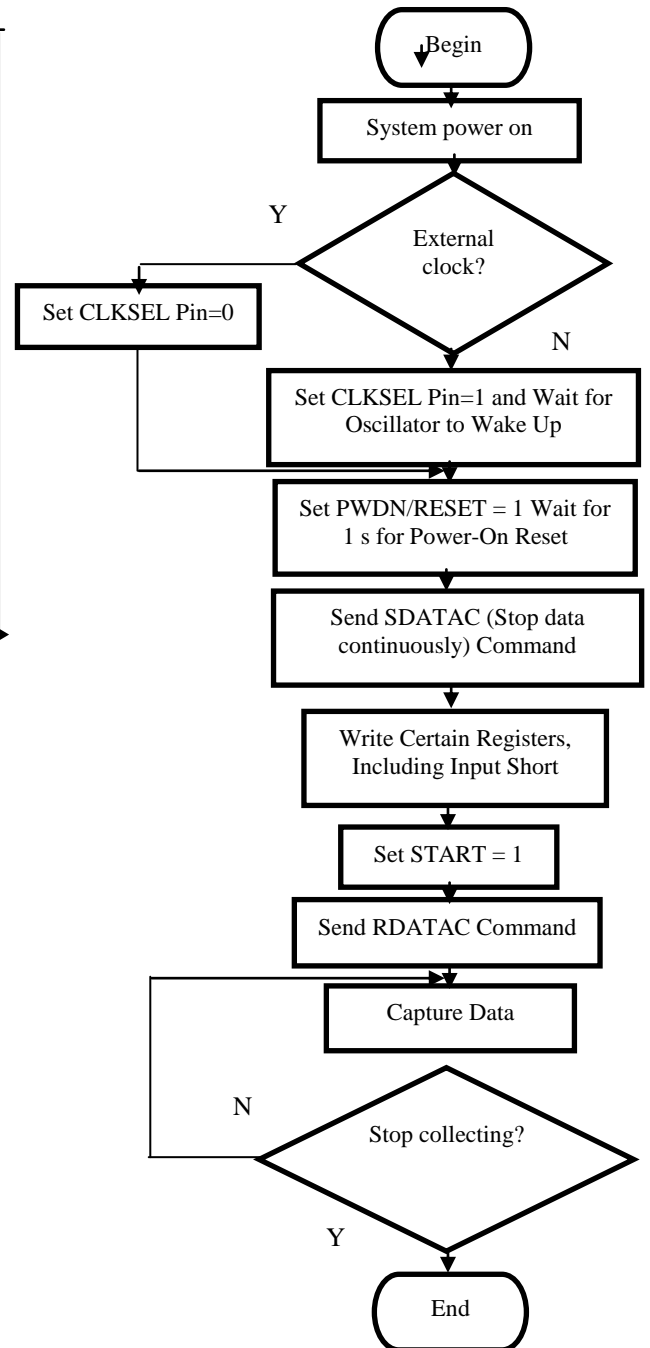 Begin
System power on
Y
External
clock?
Set CLKSEL Pin=0
N
Set CLKSEL Pin=1 and Wait for
Oscillator to Wake Up
Set PWDN/RESET = 1 Wait for
1 s for Power-On Reset
Send SDATAC (Stop data
continuously) Command
Write Certain Registers,
Including Input Short
Set START = 1
Send RDATAC Command
Capture Data
N
Stop collecting?
Y
End